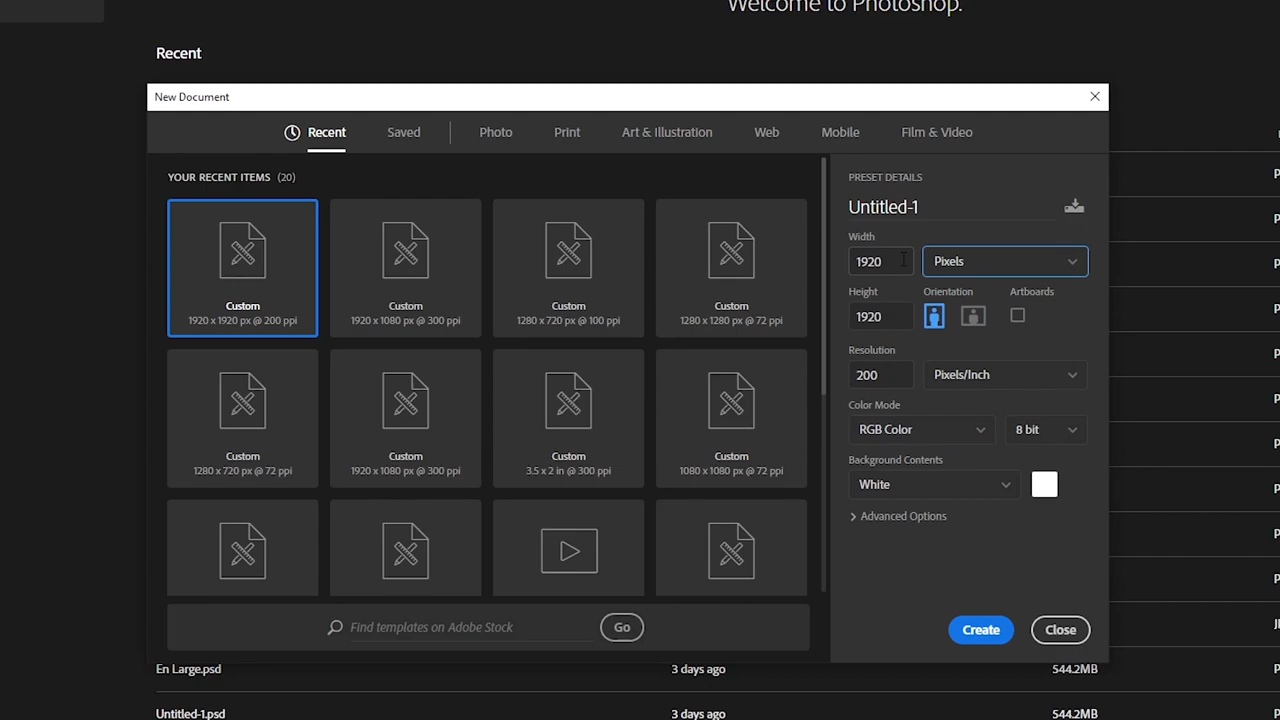 Welcome to Photoshop.
Recent
New Document
Recent
Saved
Photo
Print
Art & Illustration
Web
Mobile
Film & Video
YOUR RECENT ITEMS (20)
Custom
1920 x 1920 px @ 200 ppi
Custom
1920 x 1080 px @ 300 ppi
Custom
1280 x 720 px @ 100 ppi
Custom
1280 x 1280 px @ 72 ppi
Custom
1280 x 720 px @ 72 ppi
Custom
1920 x 1080 px @ 300 ppi
Custom
3.5 x 2 in @ 300 ppi
Custom
1080 x 1080 px @ 72 ppi
Find templates on Adobe Stock
Go
PRESET DETAILS
Untitled-1
Width
1920
Pixels
Height
Orientation
Artboards
1920
Resolution
200
Pixels/Inch
Color Mode
RGB Color
8 bit
Background Contents
White
Advanced Options
Create
Close
En Large.psd
3 days ago
544.2MB
Untitled-1.psd
3 days ago
544.2MB